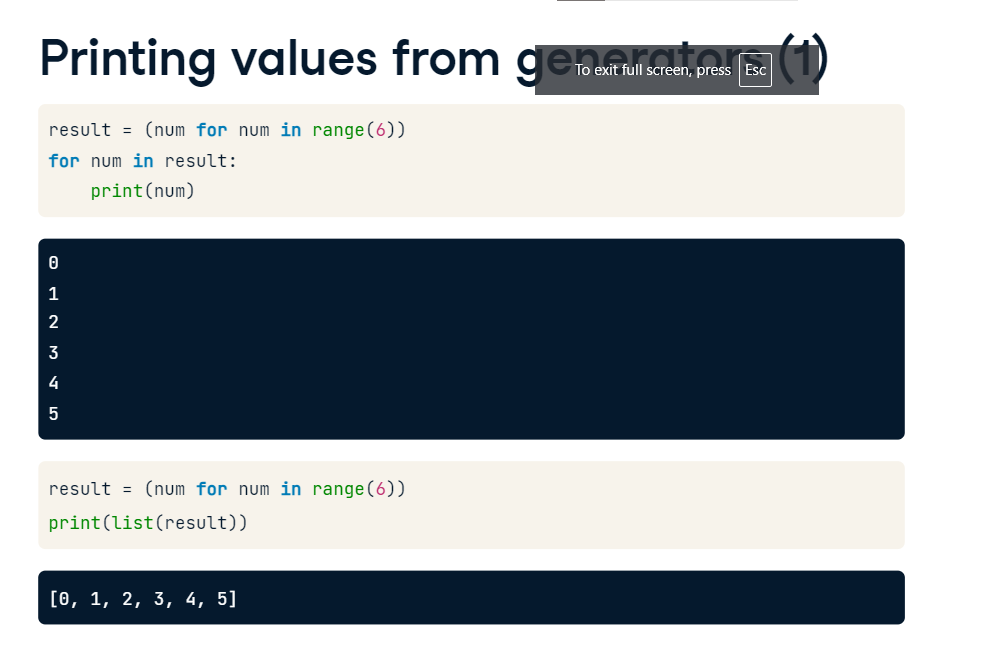 Printing values from generators (1)
To exit full screen, press Esc
result = (num for num in range(6))
for num in result:
    print(num)
0
1
2
3
4
5
result = (num for num in range(6))
print(list(result))
[0, 1, 2, 3, 4, 5]